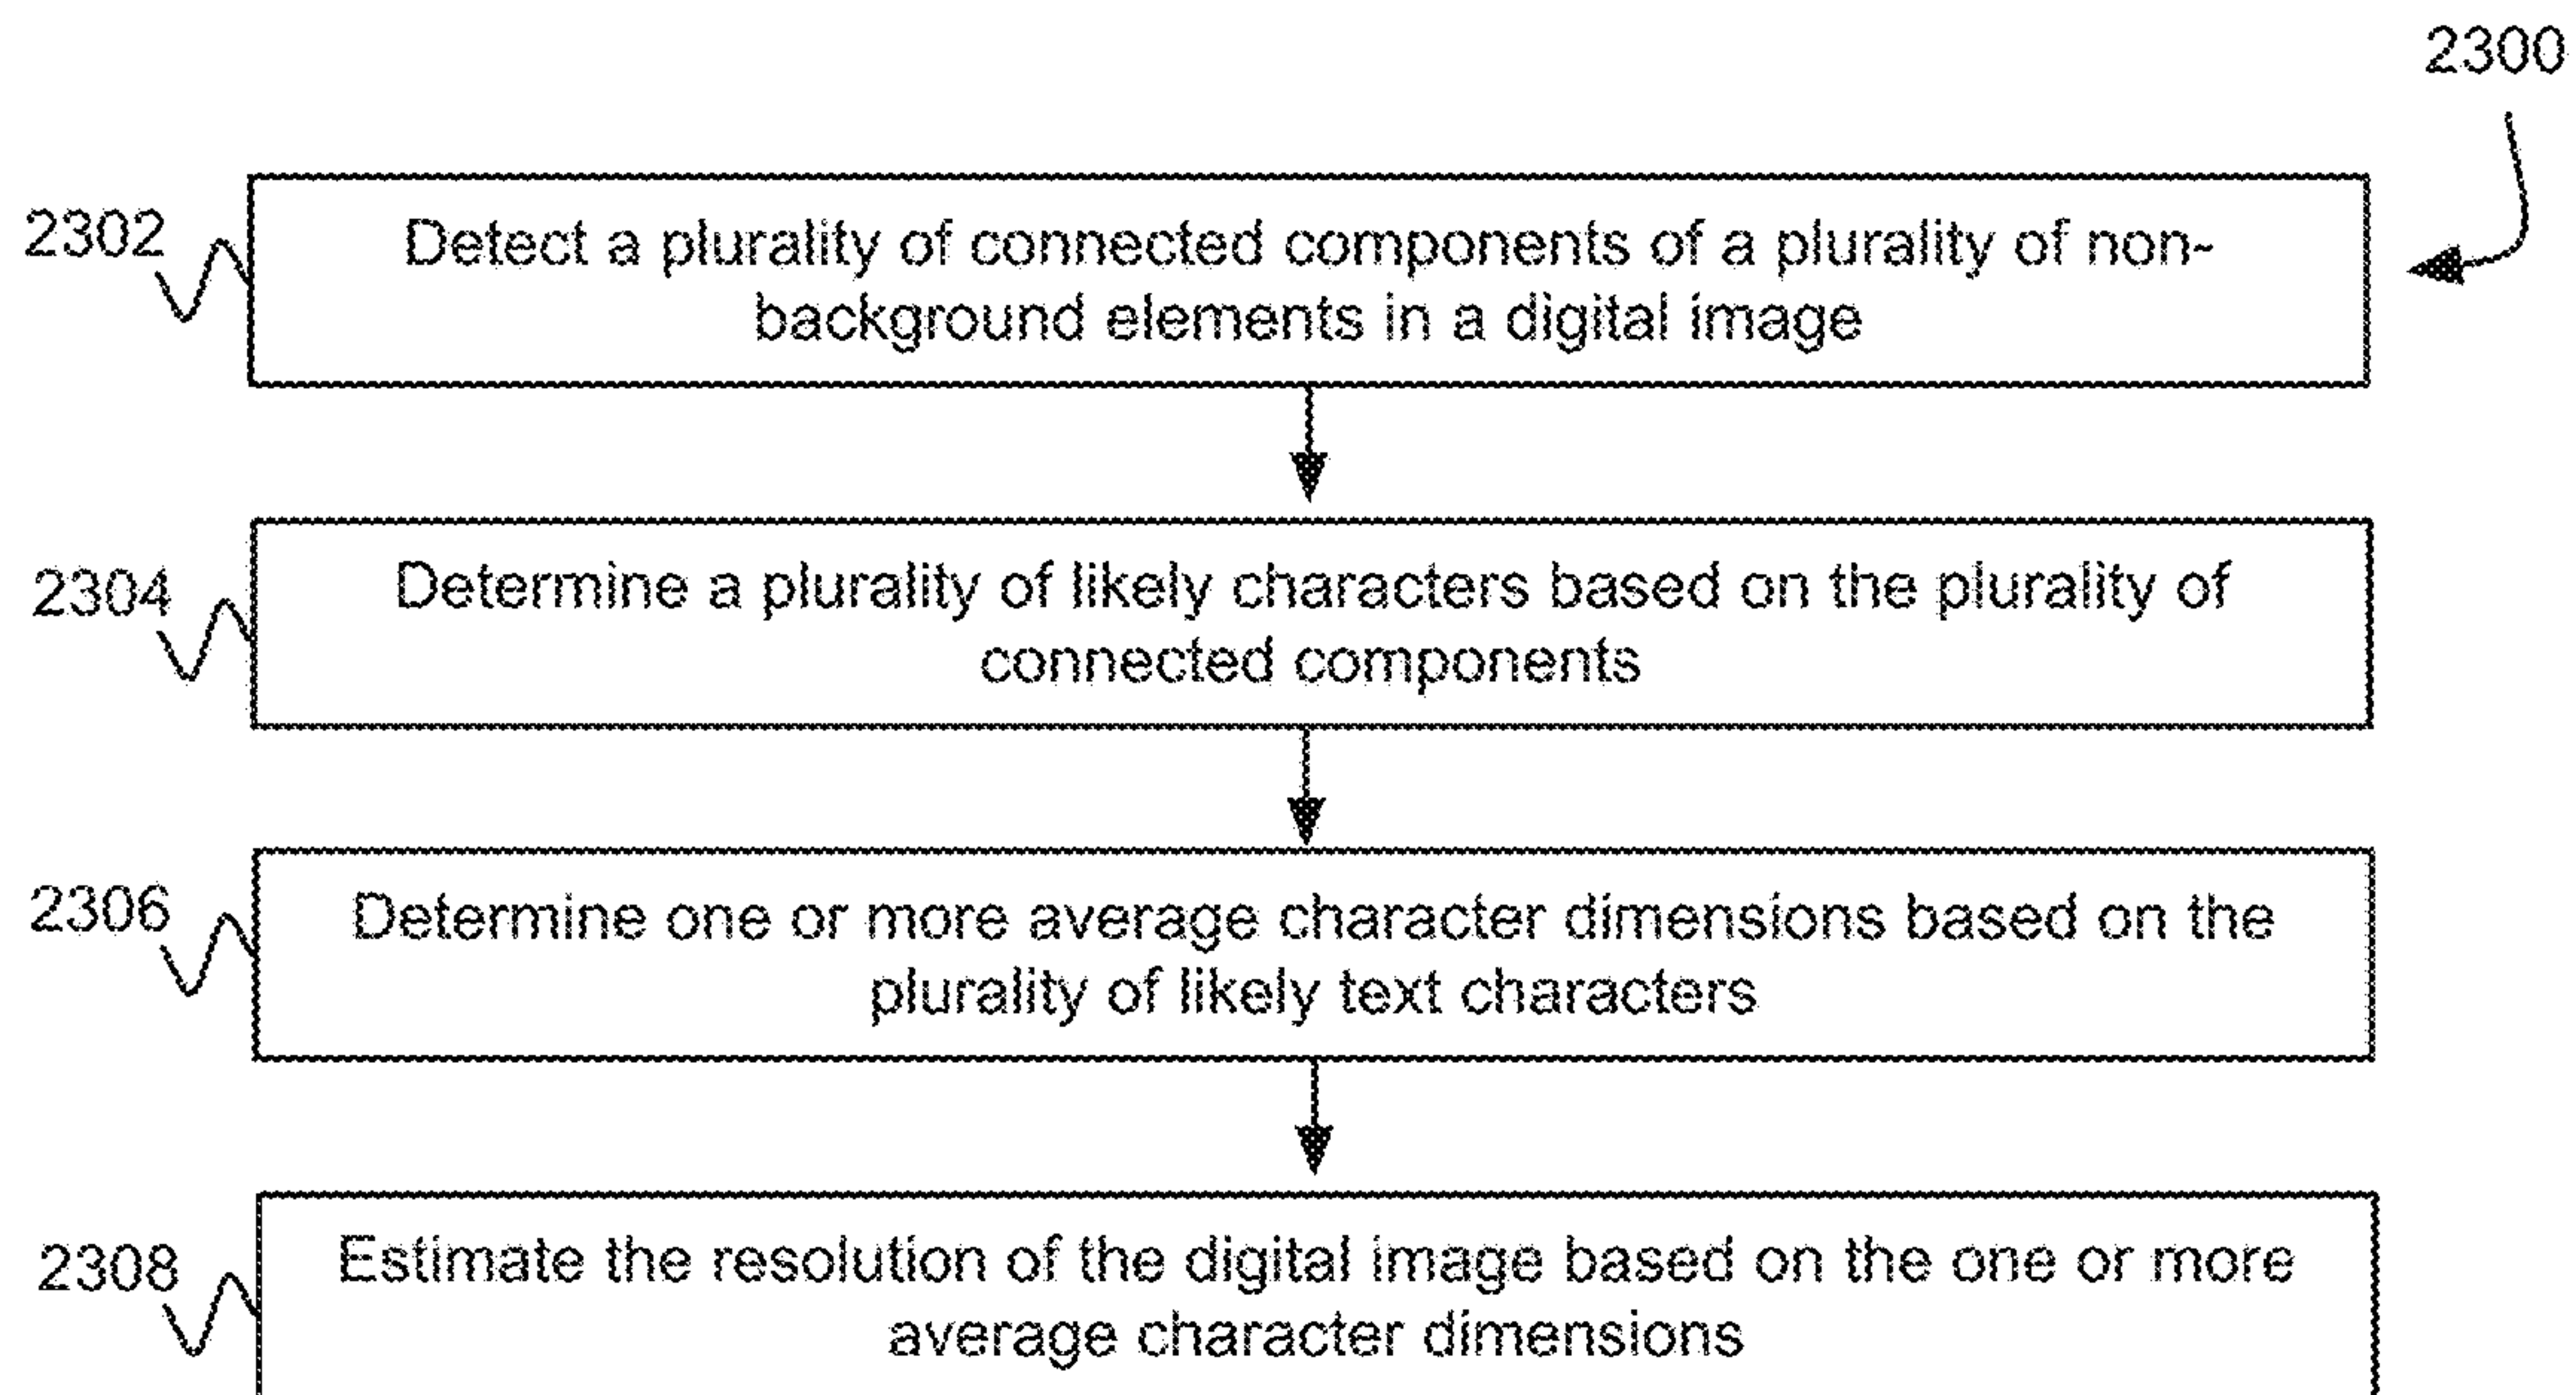 2300
2302
Detect a plurality of connected components of a plurality of non-
background elements in a digital image
2304
Determine a plurality of likely characters based on the plurality of
connected components
2306
Determine one or more average character dimensions based on the
plurality of likely text characters
2308
Estimate the resolution of the digital image based on the one or more
average character dimensions